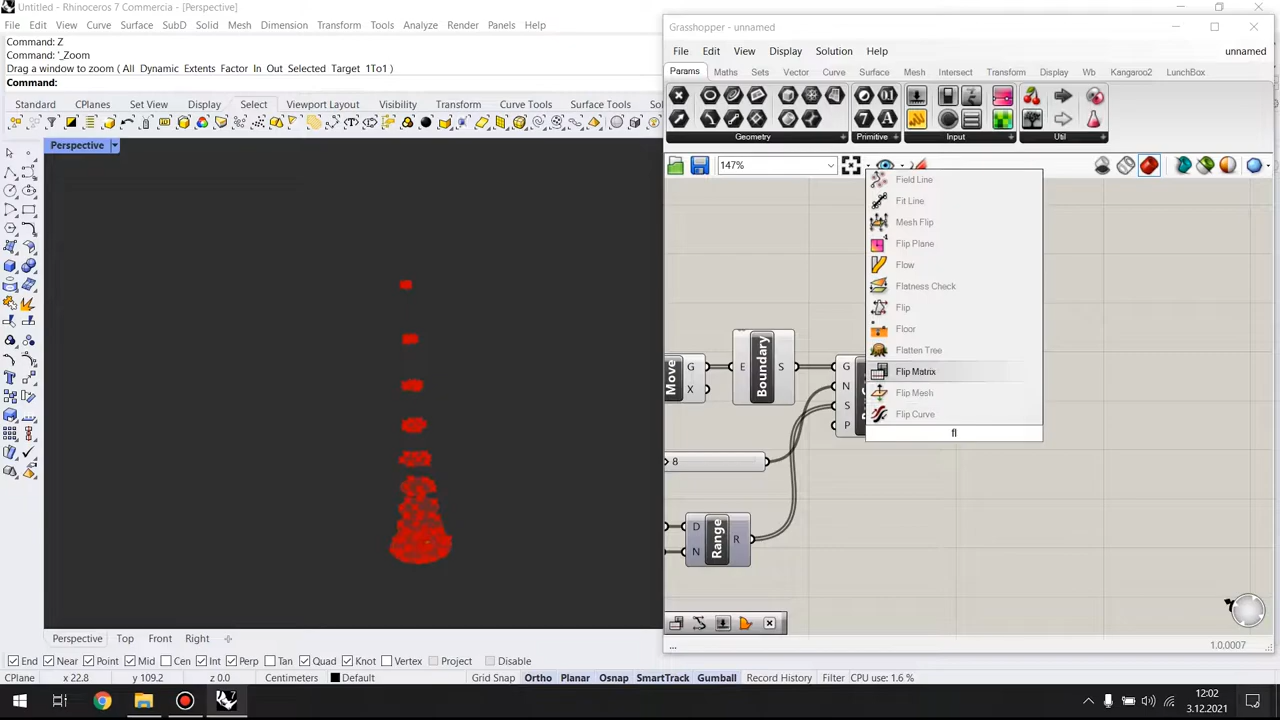 Untitled - Rhinoceros 7 Commercia - [Perspective]
File Edit View Curve Surface SubD Solid Mesh Dimension Transform Tools Analyze Render Panels Help
Command: Z
Command: '_Zoom
Drag a window to zoom ( All Dynamic Extents Factor In Out Selected Target 1To1 )
Command:
Standard CPlanes Set View Display Select Viewport Layout Visibility Transform Curve Tools Surface Tools Sol
Perspective
Grasshopper - unnamed
File Edit View Display Solution Help unnamed
Params Maths Sets Vector Curve Surface Mesh Intersect Transform Display Wb Kangaroo2 LunchBox
Geometry Primitive Input Util
147%
Field Line
Fit Line
Mesh Flip
Flip Plane
Flow
Flatness Check
Flip
Floor
Flatten Tree
Flip Matrix
Flip Mesh
Flip Curve
fl
Move G X
E Boundary S
G
N
S
P
8
D N Range R
...
1.0.0007
Perspective Top Front Right
End Near Point Mid Cen Int Perp Tan Quad Knot Vertex Project Disable
CPlane x 22.8 y 109.2 z 0.0 Centimeters Default Grid Snap Ortho Planar Osnap SmartTrack Gumball Record History Filter CPU use: 1.6 %
12:02
3.12.2021